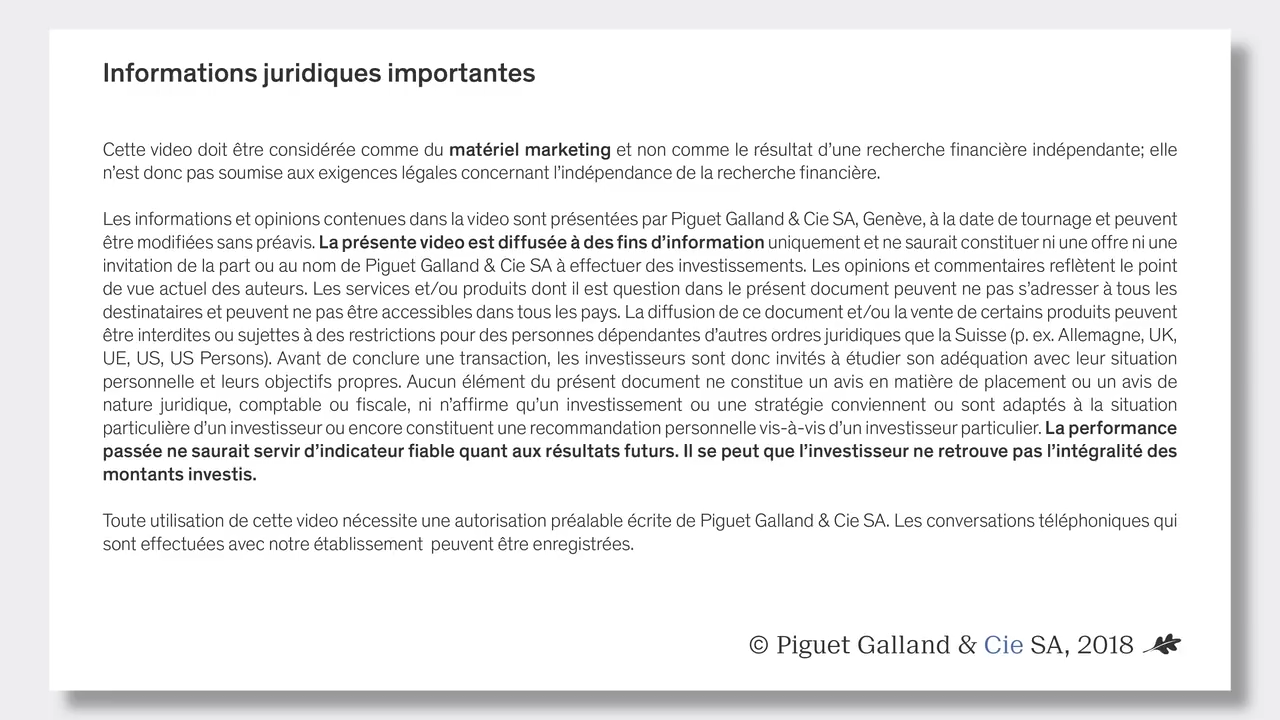 Informations juridiques importantes
Cette video doit être considérée comme du matériel marketing et non comme le résultat d’une recherche financière indépendante; elle
n’est donc pas soumise aux exigences légales concernant l’indépendance de la recherche financière.
Les informations et opinions contenues dans la video sont présentées par Piguet Galland & Cie SA, Genève, à la date de tournage et peuvent
être modifiées sans préavis. La présente video est diffusée à des fins d’information uniquement et ne saurait constituer ni une offre ni une
invitation de la part ou au nom de Piguet Galland & Cie SA à effectuer des investissements. Les opinions et commentaires reflètent le point
de vue actuel des auteurs. Les services et/ou produits dont il est question dans le présent document peuvent ne pas s’adresser à tous les
destinataires et peuvent ne pas être accessibles dans tous les pays. La diffusion de ce document et/ou la vente de certains produits peuvent
être interdites ou sujettes à des restrictions pour des personnes dépendantes d’autres ordres juridiques que la Suisse (p. ex. Allemagne, UK,
UE, US, US Persons). Avant de conclure une transaction, les investisseurs sont donc invités à étudier son adéquation avec leur situation
personnelle et leurs objectifs propres. Aucun élément du présent document ne constitue un avis en matière de placement ou un avis de
nature juridique, comptable ou fiscale, ni n’affirme qu’un investissement ou une stratégie conviennent ou sont adaptés à la situation
particulière d’un investisseur ou encore constituent une recommandation personnelle vis-à-vis d’un investisseur particulier. La performance
passée ne saurait servir d’indicateur fiable quant aux résultats futurs. Il se peut que l’investisseur ne retrouve pas l’intégralité des
montants investis.
Toute utilisation de cette video nécessite une autorisation préalable écrite de Piguet Galland & Cie SA. Les conversations téléphoniques qui
sont effectuées avec notre établissement peuvent être enregistrées.
© Piguet Galland & Cie SA, 2018